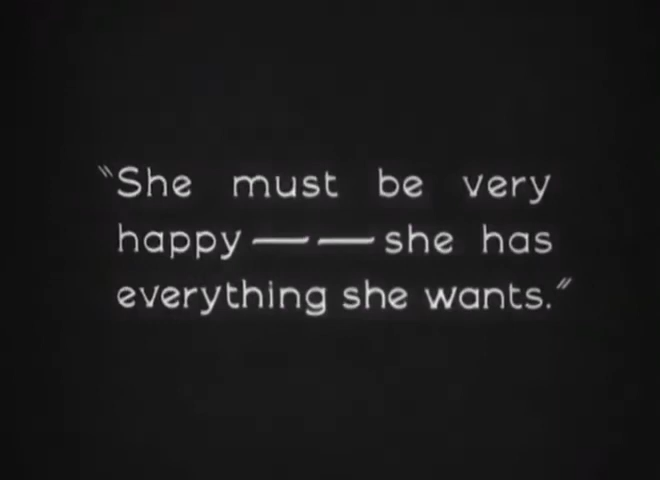 "She must be very
happy — — she has
everything she wants."